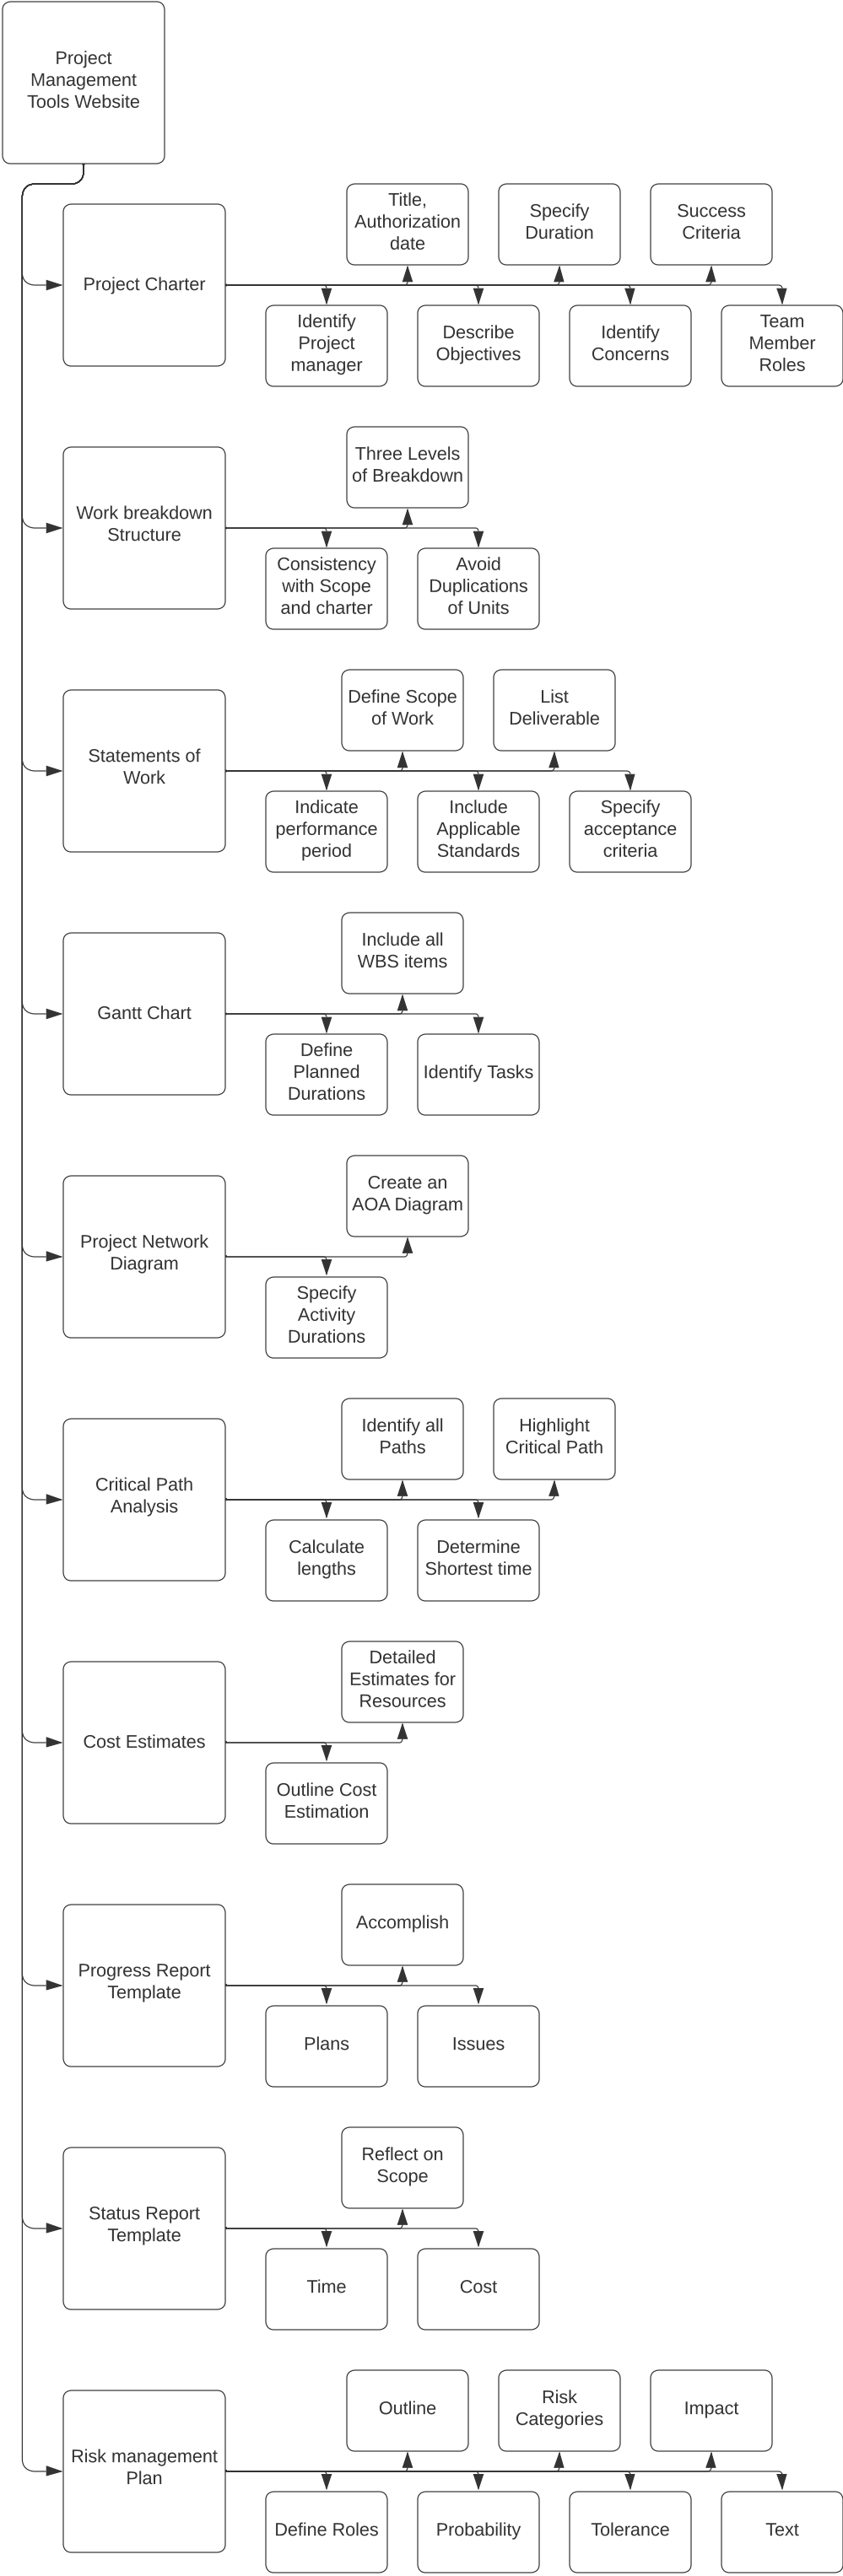 Project
Management
Tools Website
Project Charter
Title,
Authorization
date
Specify
Duration
Success
Criteria
Identify
Project
manager
Describe
Objectives
Identify
Concerns
Team
Member
Roles
Work breakdown
Structure
Three Levels
of Breakdown
Consistency
with Scope
and charter
Avoid
Duplications
of Units
Statements of
Work
Define Scope
of Work
List
Deliverable
Indicate
performance
period
Include
Applicable
Standards
Specify
acceptance
criteria
Gantt Chart
Include all
WBS items
Define
Planned
Durations
Identify Tasks
Project Network
Diagram
Create an
AOA Diagram
Specify
Activity
Durations
Critical Path
Analysis
Identify all
Paths
Highlight
Critical Path
Calculate
lengths
Determine
Shortest time
Cost Estimates
Detailed
Estimates for
Resources
Outline Cost
Estimation
Progress Report
Template
Accomplish
Plans
Issues
Status Report
Template
Reflect on
Scope
Time
Cost
Risk management
Plan
Outline
Risk
Categories
Impact
Define Roles
Probability
Tolerance
Text